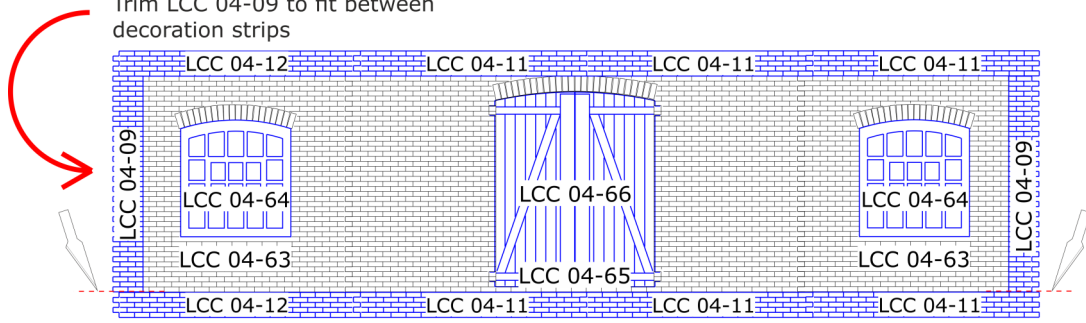 Trim LCC 04-09 to fit between
decoration strips
LCC 04-12 LCC 04-11 LCC 04-11 LCC 04-11
LCC 04-09
LCC 04-09
LCC 04-64 LCC 04-66 LCC 04-64
LCC 04-63 LCC 04-65 LCC 04-63
LCC 04-12 LCC 04-11 LCC 04-11 LCC 04-11